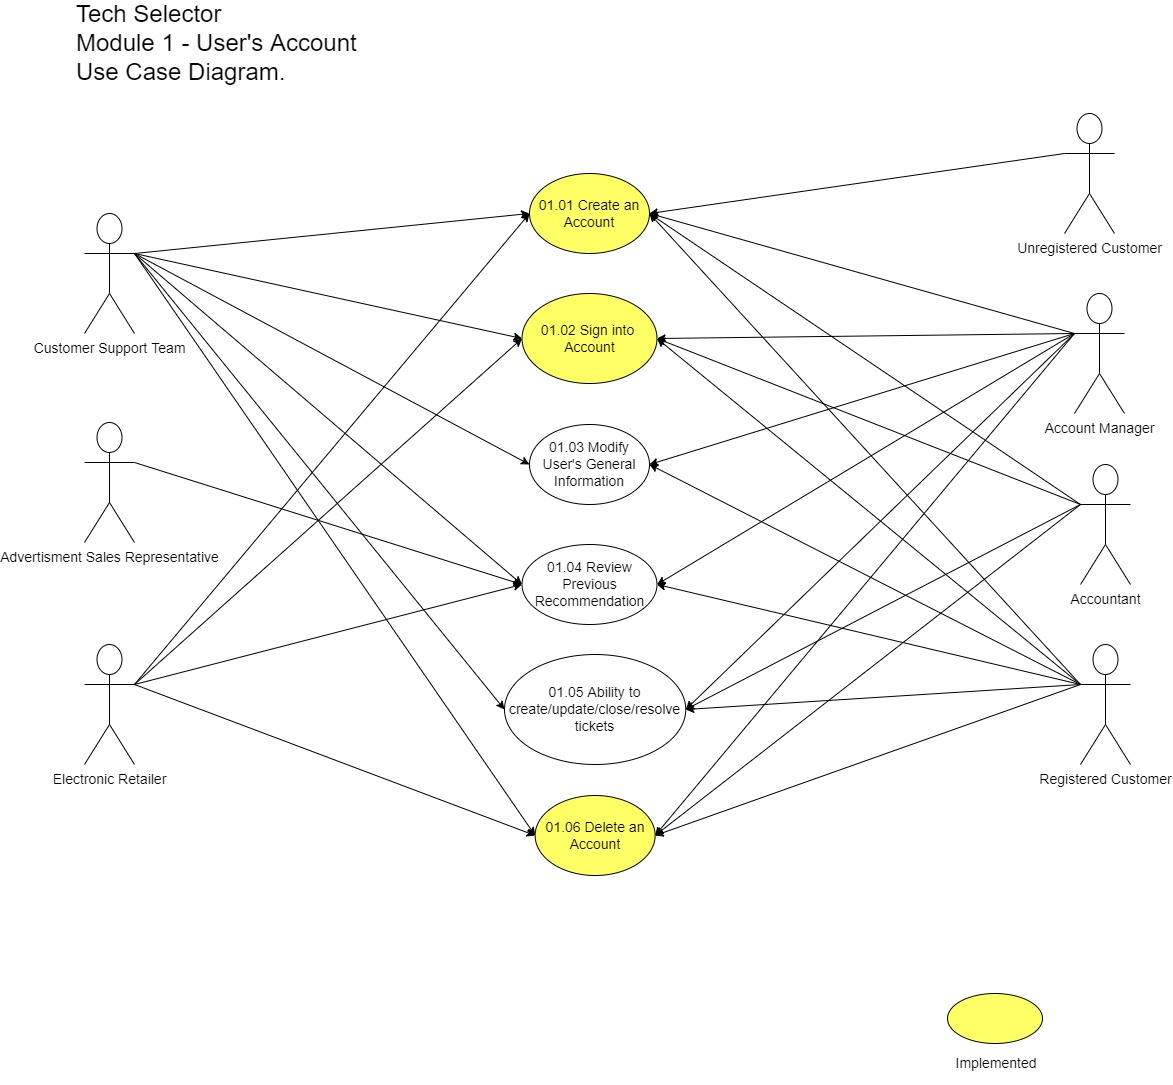 Tech Selector
Module 1 - User's Account
Use Case Diagram.
Unregistered Customer
01.01 Create an
Account
Customer Support Team
01.02 Sign into
Account
Account Manager
01.03 Modify
User's General
Information
Advertisment Sales Representative
01.04 Review
Previous
Recommendation
Accountant
01.05 Ability to
create/update/close/resolve
tickets
Electronic Retailer
Registered Customer
01.06 Delete an
Account
Implemented